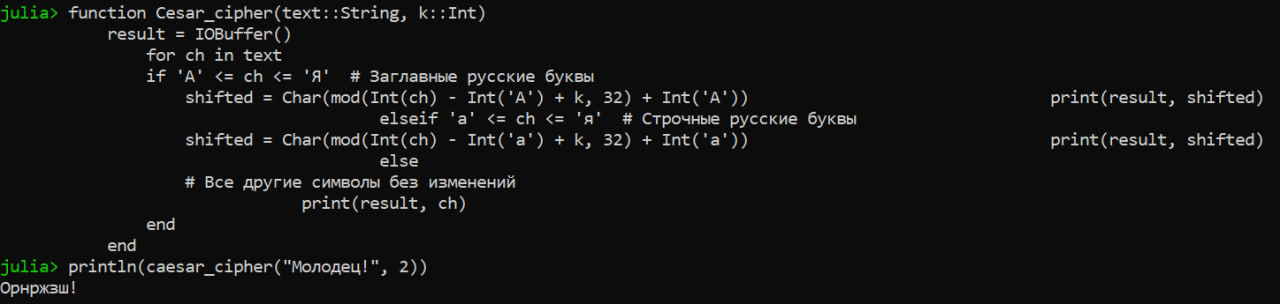 julia> function Cesar_cipher(text::String, k::Int)
result = IOBuffer()
for ch in text
if 'А' <= ch <= 'Я'  # Заглавные русские буквы
shifted = Char(mod(Int(ch) - Int('А') + k, 32) + Int('А')) print(result, shifted)
elseif 'а' <= ch <= 'я'  # Строчные русские буквы
shifted = Char(mod(Int(ch) - Int('а') + k, 32) + Int('а')) print(result, shifted)
else
# Все другие символы без изменений
print(result, ch)
end
end
julia> println(caesar_cipher("Молодец!", 2))
Орнржзш!